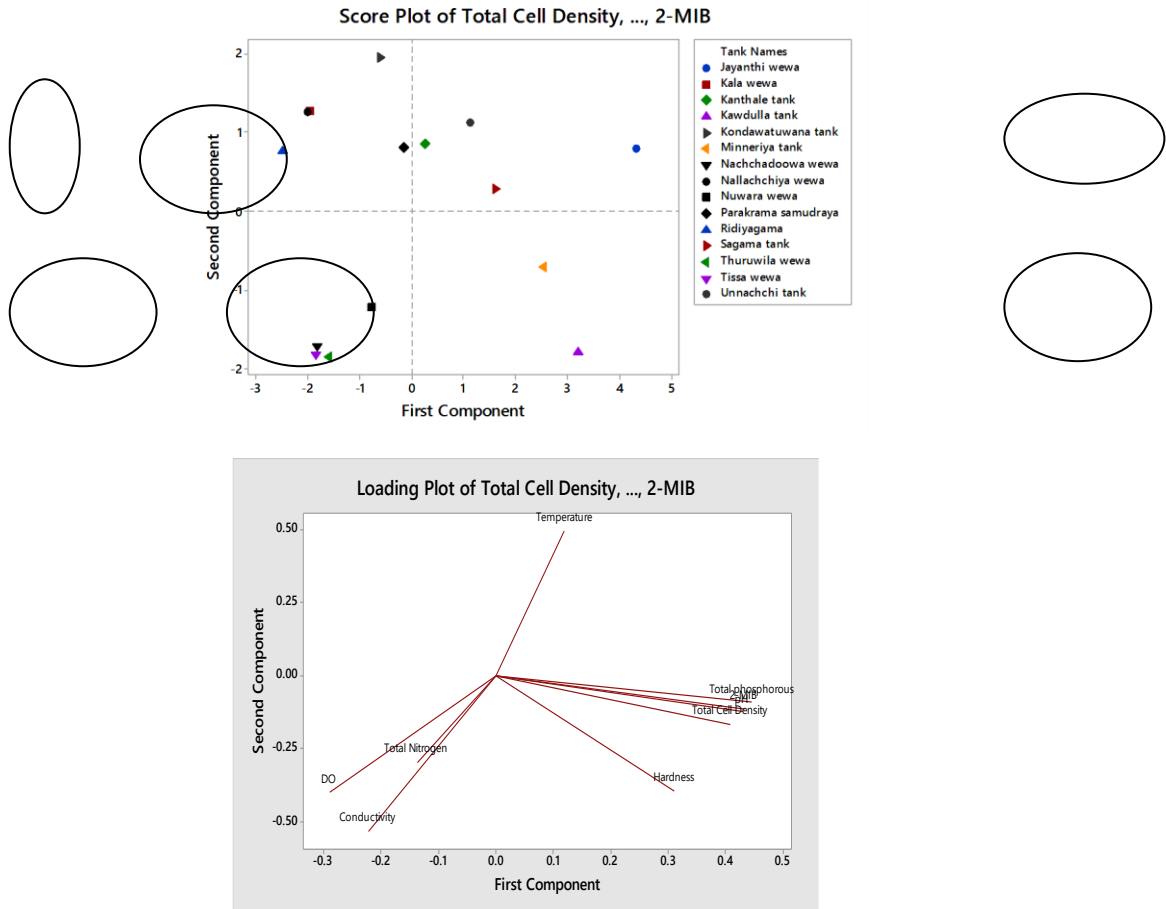 Score Plot of Total Cell Density, ..., 2-MIB
Second Component
2
1
0
-1
-2
-3
-2
-1
0
1
2
3
4
5
First Component
Tank Names
Jayanthi wewa
Kala wewa
Kanthale tank
Kawdulla tank
Kondawatuwana tank
Minneriya tank
Nachchadoowa wewa
Nallachchiya wewa
Nuwara wewa
Parakrama samudraya
Ridiyagama
Sagama tank
Thuruwila wewa
Tissa wewa
Unnachchi tank
Loading Plot of Total Cell Density, ..., 2-MIB
Second Component
0.50
0.25
0.00
-0.25
-0.50
Temperature
Total phosphorous
2-MIB
pH
Total Cell Density
Total Nitrogen
DO
Hardness
Conductivity
-0.3
-0.2
-0.1
0.0
0.1
0.2
0.3
0.4
0.5
First Component